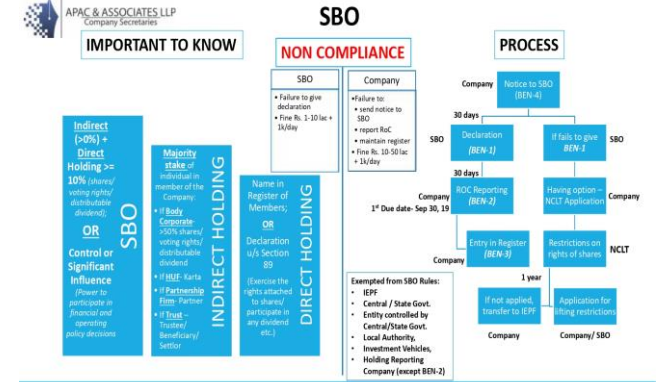 APAC & ASSOCIATES LLP
Company Secretaries
SBO
IMPORTANT TO KNOW
NON COMPLIANCE
PROCESS
Indirect
(>0%) +
Direct
Holding >=
10% (shares/
voting rights/
distributable
dividend);
OR
Control or
Significant
Influence
(Power to
participate in
financial and
operating
policy decisions
SBO
Majority
stake of
individual in
member of the
Company:
• If Body
Corporate-
>50% shares/
voting rights/
distributable
dividend
• If HUF- Karta
• If Partnership
Firm- Partner
• If Trust –
Trustee/
Beneficiary/
Settlor
INDIRECT HOLDING
Name in
Register of
Members;
OR
Declaration
u/s Section
89
(Exercise the
rights attached
to shares/
participate in
any dividend
etc.)
DIRECT HOLDING
SBO
• Failure to give
declaration
• Fine Rs. 1-10 lac +
1k/day
Company
•Failure to:
• send notice to
SBO
• report RoC
• maintain register
• Fine Rs. 10-50 lac
+ 1k/day
Exempted from SBO Rules:
• IEPF
• Central / State Govt.
• Entity controlled by
Central/State Govt.
• Local Authority,
• Investment Vehicles,
• Holding Reporting
Company (except BEN-2)
Company
Notice to SBO
(BEN-4)
30 days
SBO
Declaration
(BEN-1)
If fails to give
BEN-1
SBO
30 days
Company
1st Due date- Sep 30, 19
ROC Reporting
(BEN-2)
Having option –
NCLT Application
Company
Company
Entry in Register
(BEN-3)
Restrictions on
rights of shares
NCLT
1 year
If not applied,
transfer to IEPF
Application for
lifting restrictions
Company
Company/ SBO